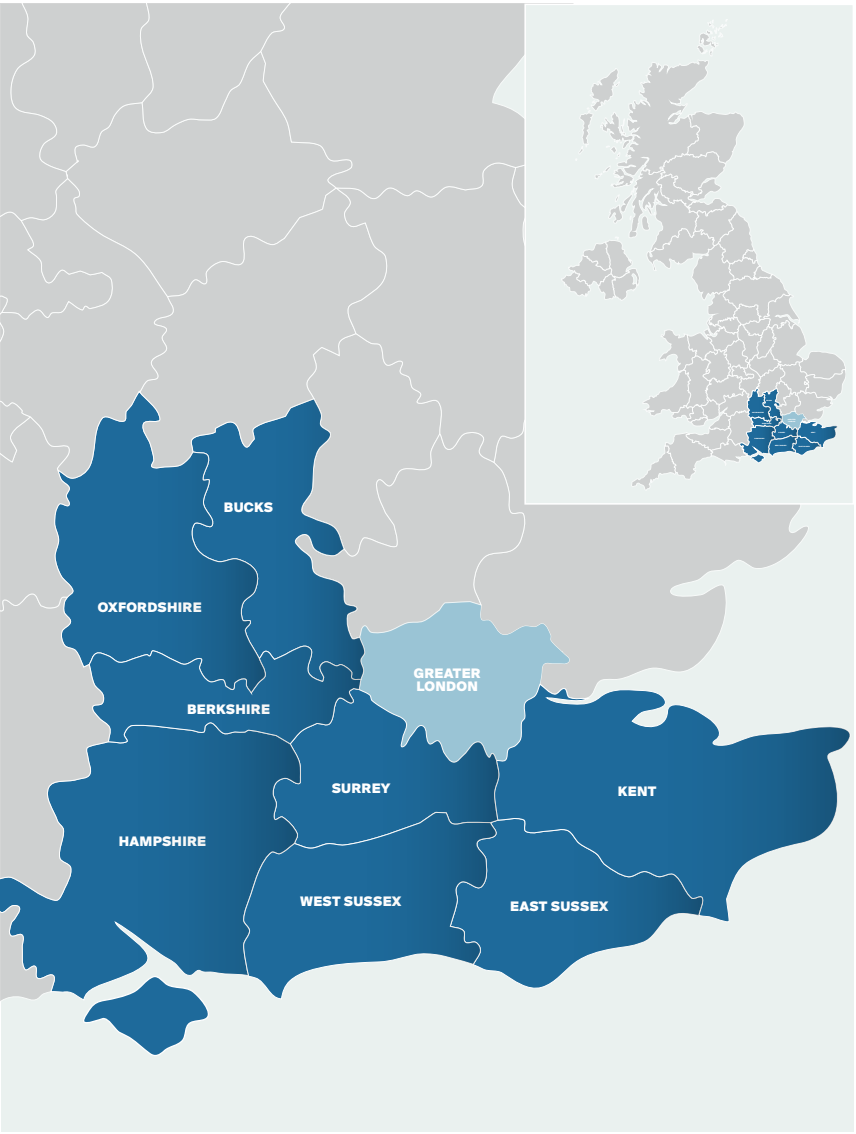 BUCKS
OXFORDSHIRE
GREATER
LONDON
BERKSHIRE
SURREY
KENT
HAMPSHIRE
WEST SUSSEX
EAST SUSSEX